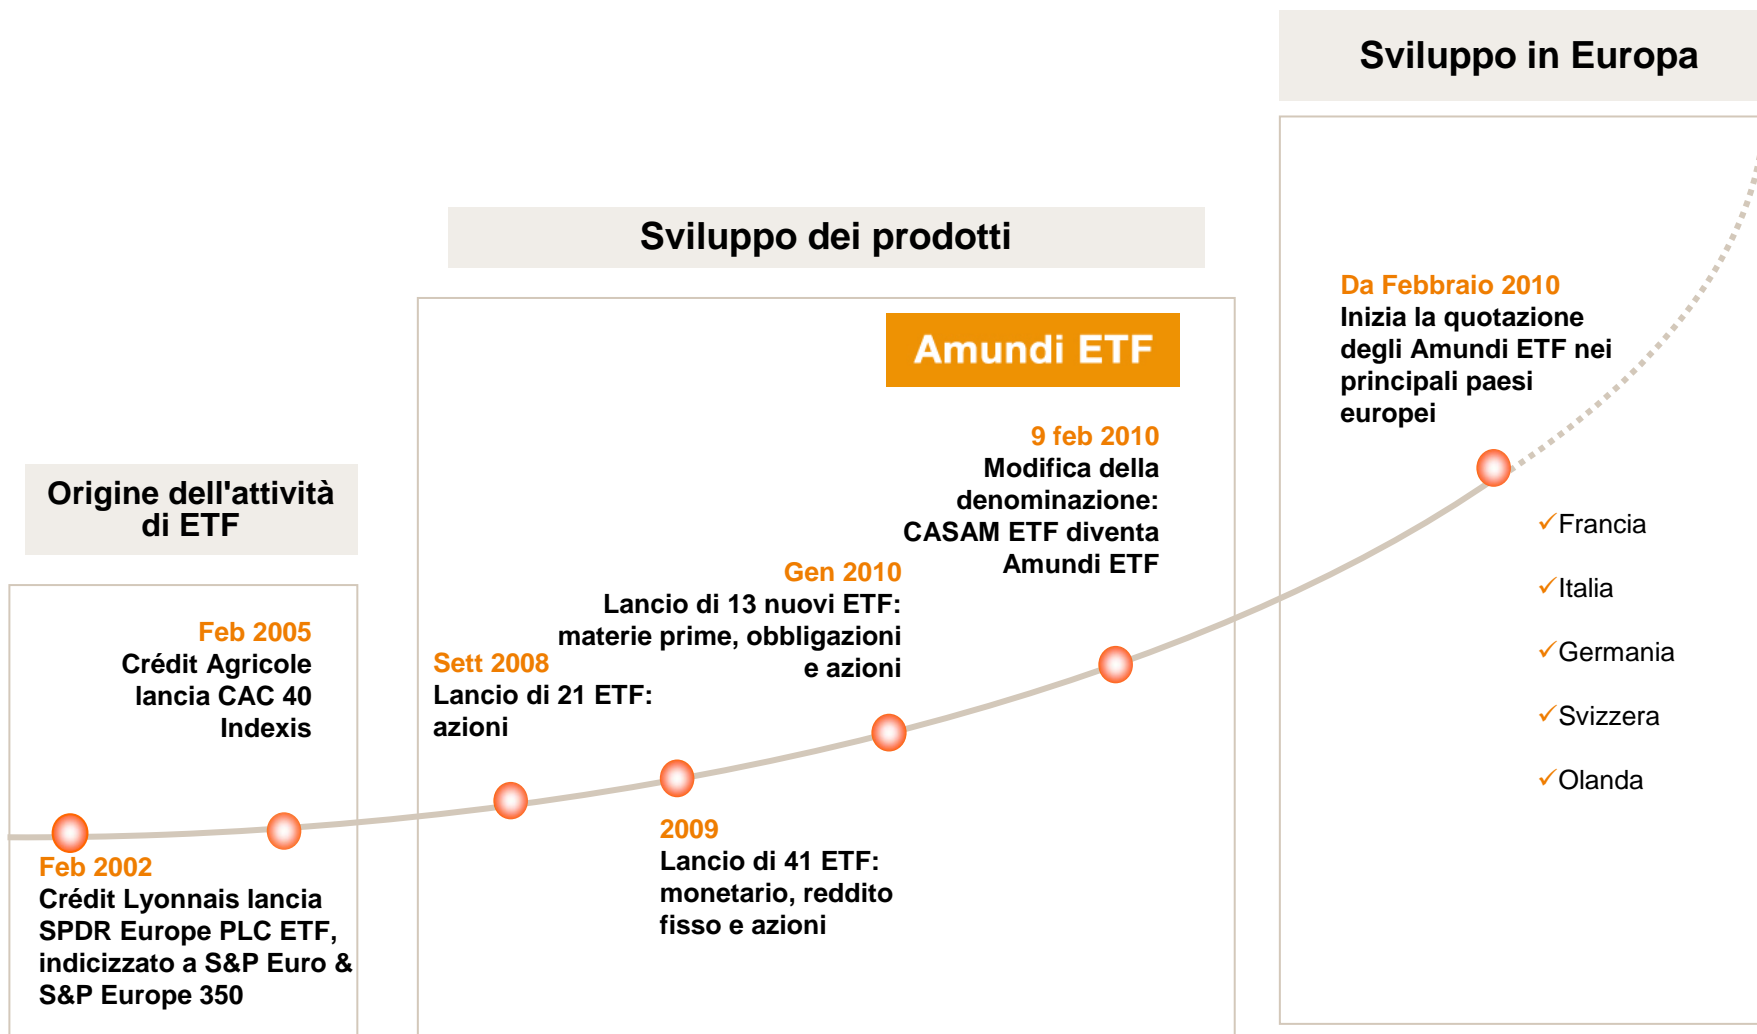 Origine dell'attività
di ETF
Feb 2005
Crédit Agricole
lancia CAC 40
Indexis
Feb 2002
Crédit Lyonnais lancia
SPDR Europe PLC ETF,
indicizzato a S&P Euro &
S&P Europe 350
Sviluppo dei prodotti
Amundi ETF
Sett 2008
Lancio di 21 ETF:
azioni
2009
Lancio di 41 ETF:
monetario, reddito
fisso e azioni
Gen 2010
Lancio di 13 nuovi ETF:
materie prime, obbligazioni
e azioni
9 feb 2010
Modifica della
denominazione:
CASAM ETF diventa
Amundi ETF
Sviluppo in Europa
Da Febbraio 2010
Inizia la quotazione
degli Amundi ETF nei
principali paesi
europei
✓Francia
✓Italia
✓Germania
✓Svizzera
✓Olanda